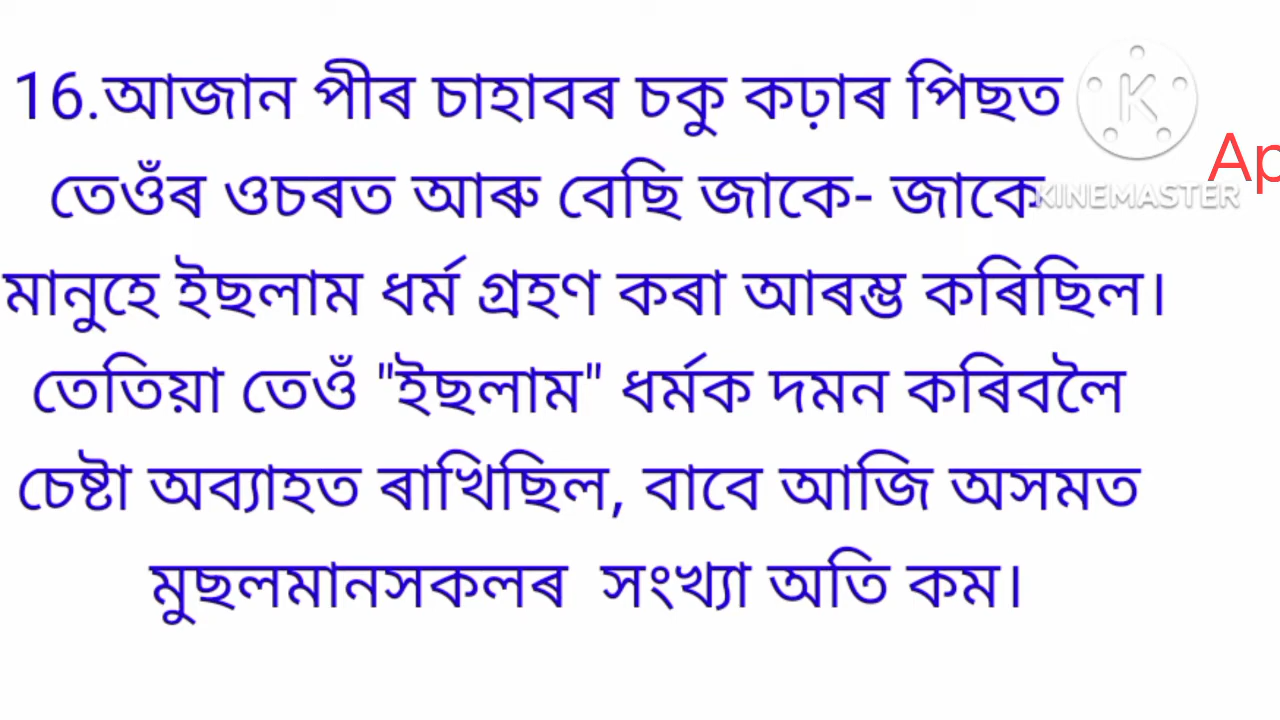 16.আজান পীৰ চাহাবৰ চকু কঢ়াৰ পিছত
তেওঁৰ ওচৰত আৰু বেছি জাকে- জাকে
মানুহে ইছলাম ধৰ্ম গ্ৰহণ কৰা আৰম্ভ কৰিছিল।
তেতিয়া তেওঁ "ইছলাম" ধৰ্মক দমন কৰিবলৈ
চেষ্টা অব্যাহত ৰাখিছিল, বাবে আজি অসমত
মুছলমানসকলৰ সংখ্যা অতি কম।
K
KINEMASTER
Ap